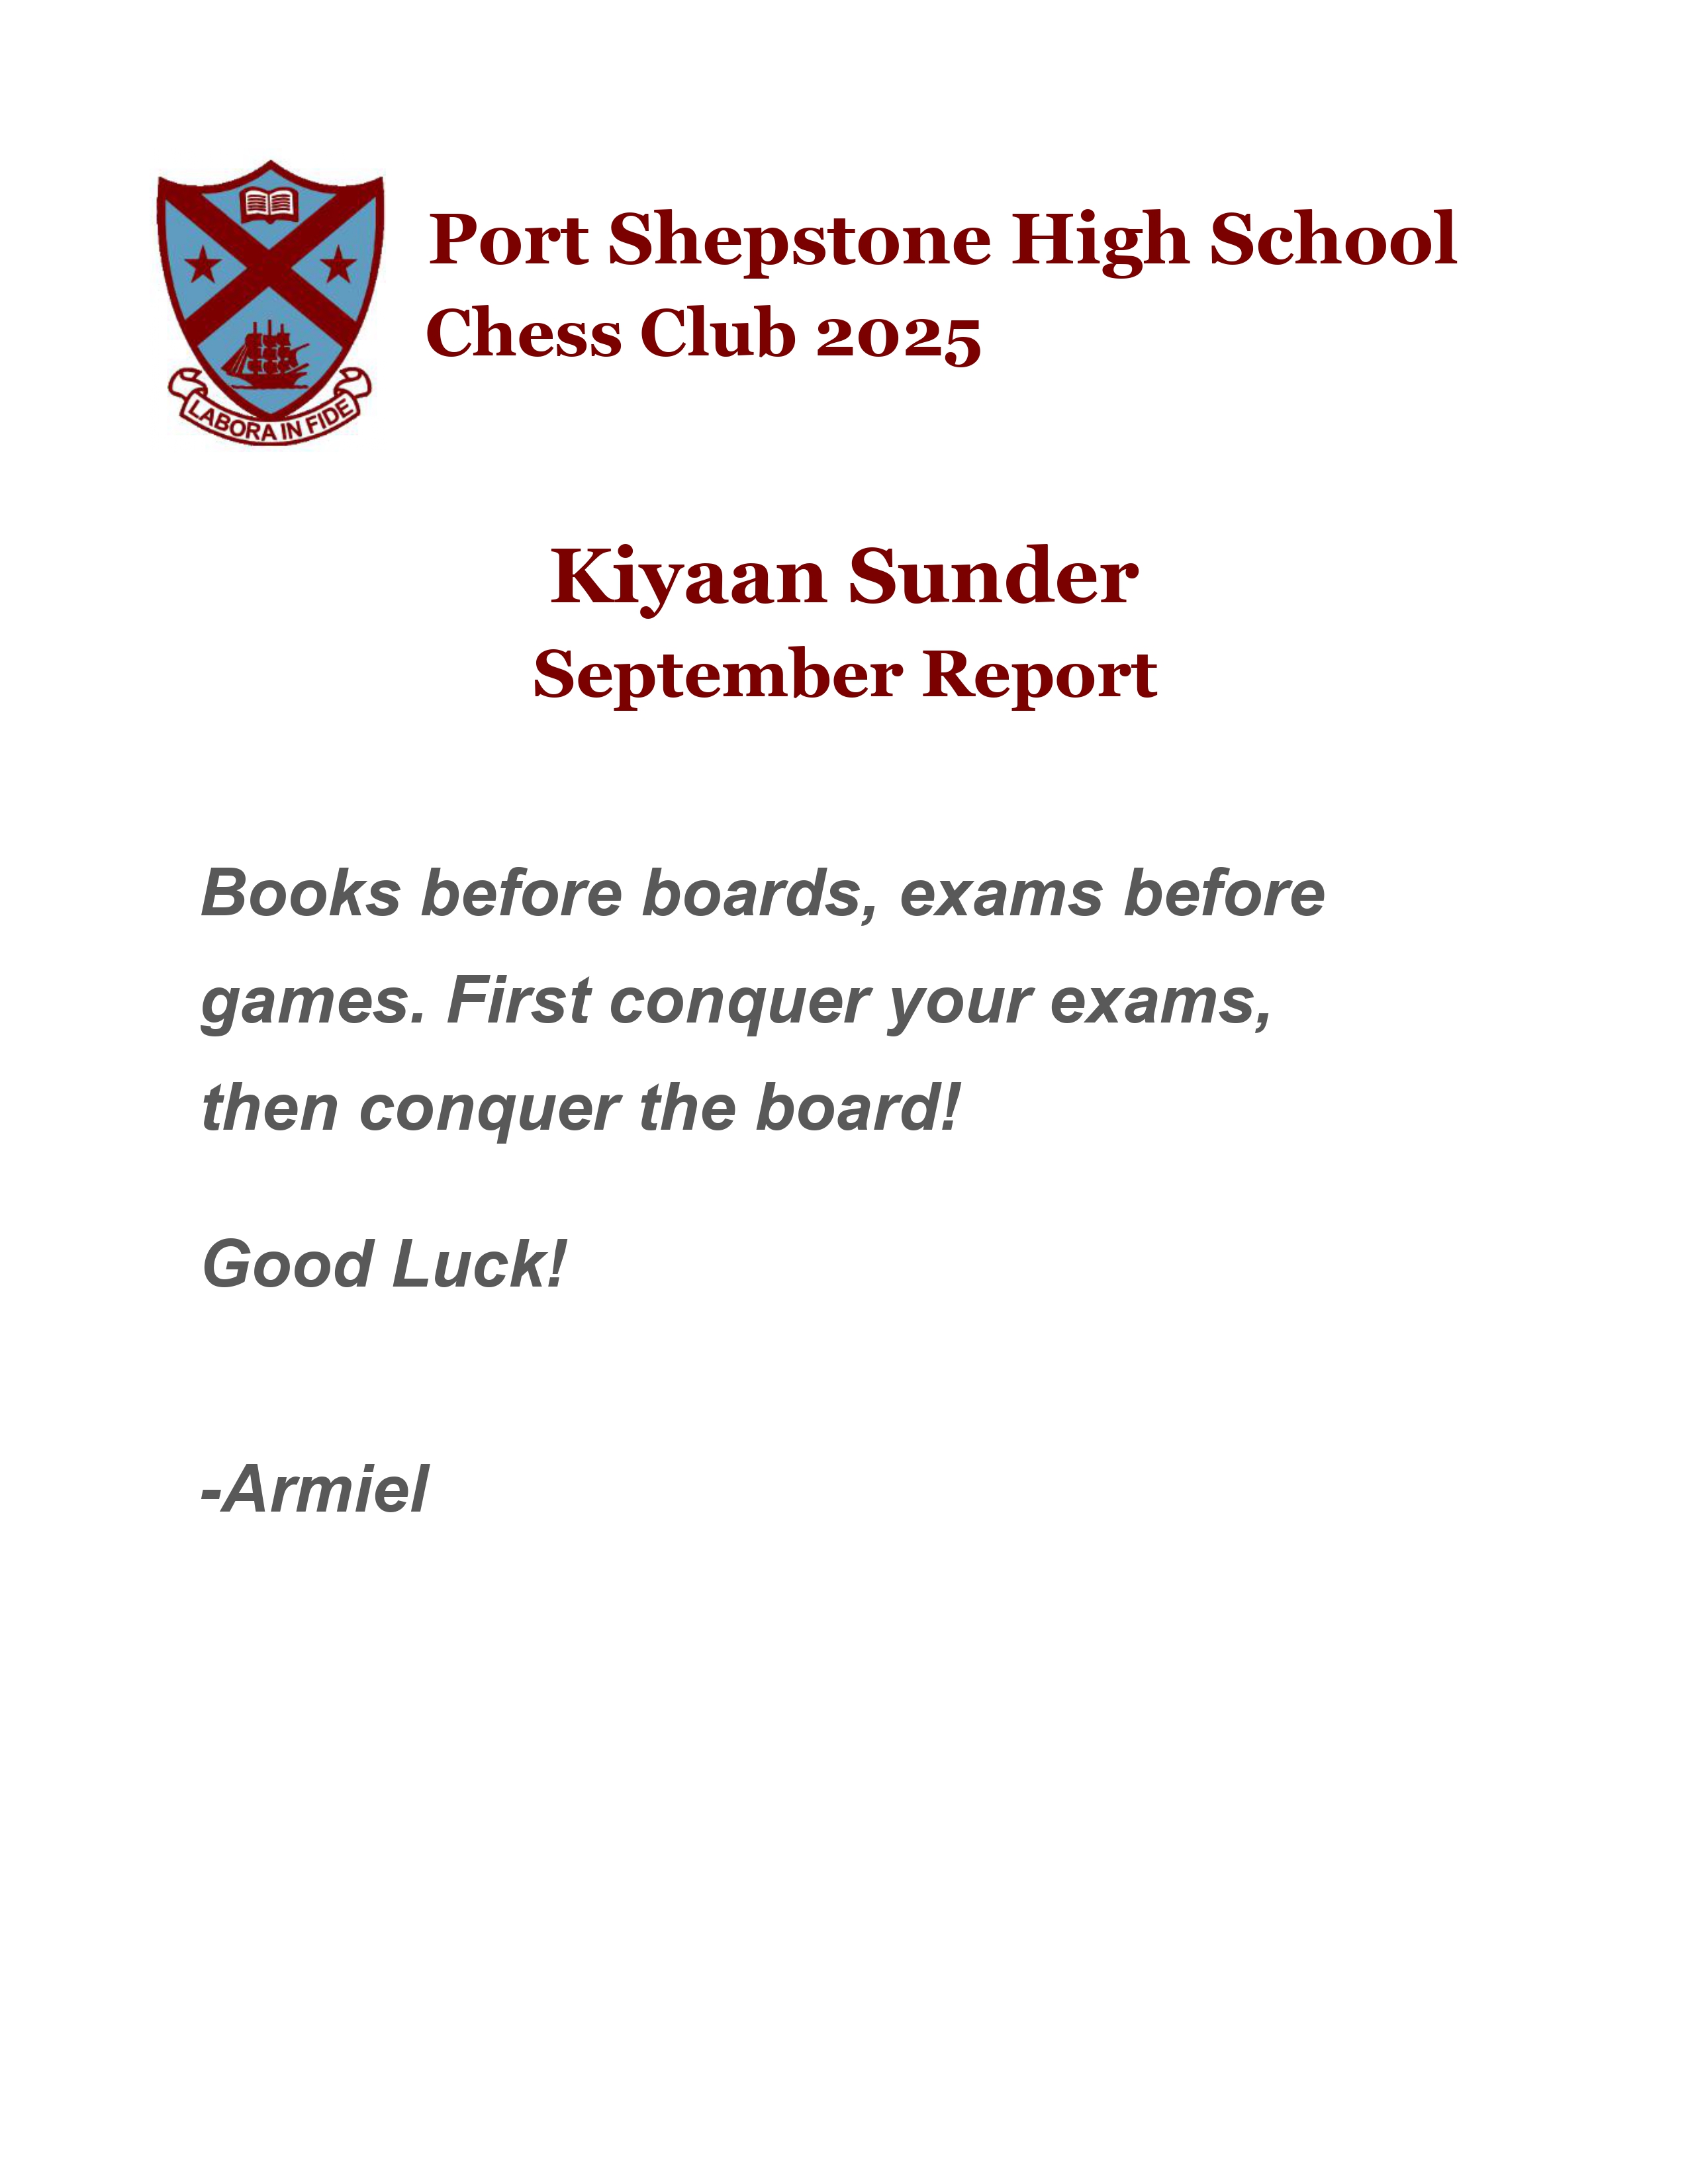 Port Shepstone High School
Chess Club 2025
LABORA IN FIDE
Kiyaan Sunder
September Report
Books before boards, exams before
games. First conquer your exams,
then conquer the board!
Good Luck!
-Armiel